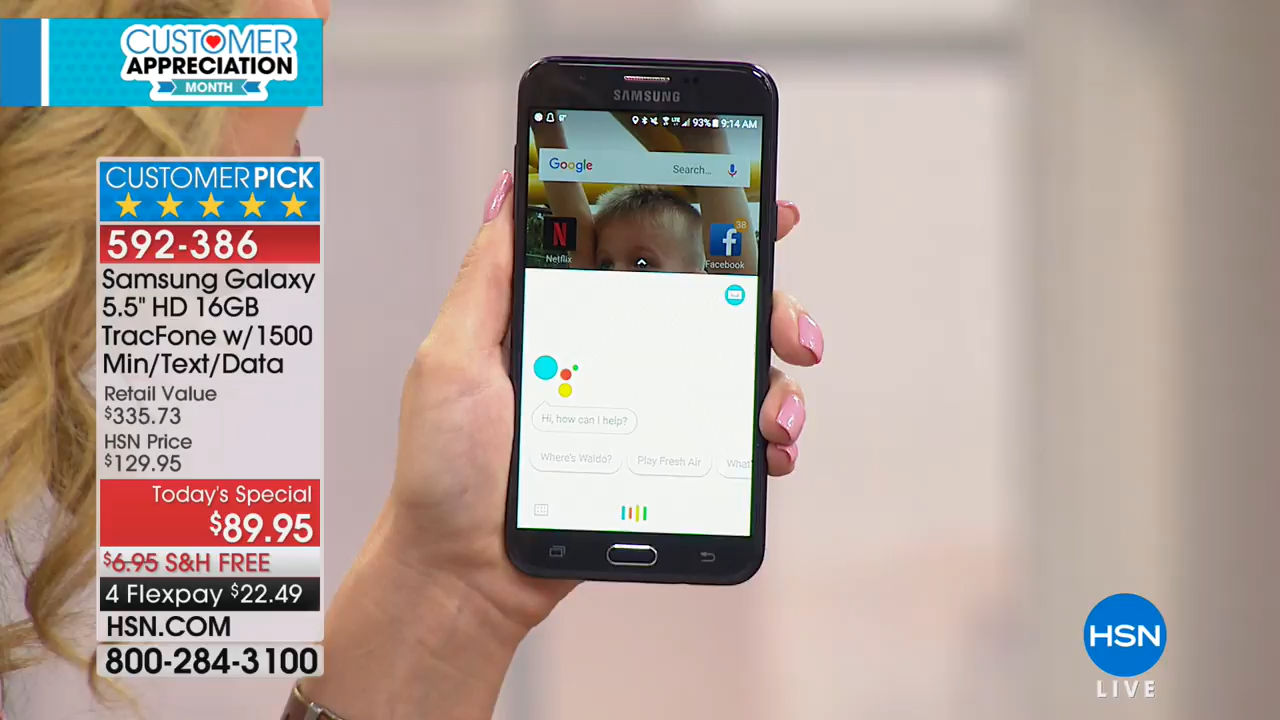 CUSTOMER
APPRECIATION
MONTH
CUSTOMER PICK
592-386
Samsung Galaxy
5.5" HD 16GB
TracFone w/1500
Min/Text/Data
Retail Value
$335.73
HSN Price
$129.95
Today's Special
$89.95
$6.95 S&H FREE
4 Flexpay $22.49
HSN.COM
800-284-3100
SAMSUNG
93% 9:14 AM
Google Search...
38
N
f
Netflix
Facebook
Hi, how can I help?
Where's Waldo?
Play Fresh Air
What
HSN
LIVE